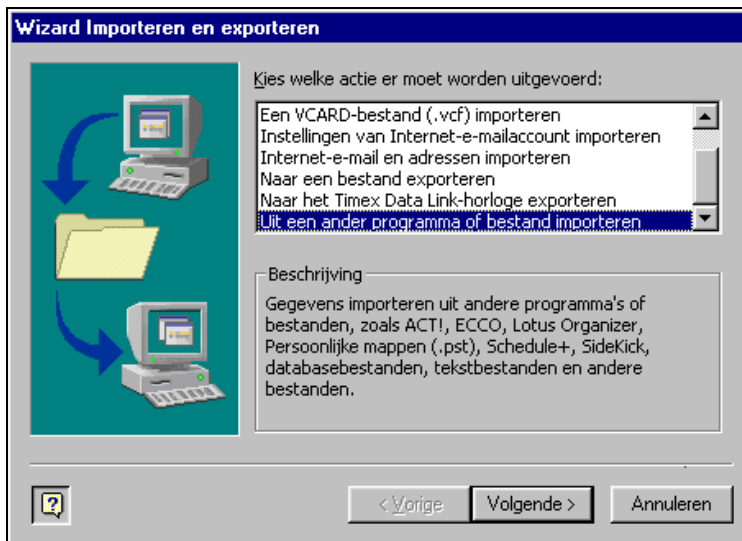 Wizard Importeren en exporteren
Kies welke actie er moet worden uitgevoerd:
Een VCARD-bestand (.vcf) importeren
Instellingen van Internet-e-mailaccount importeren
Internet-e-mail en adressen importeren
Naar een bestand exporteren
Naar het Timex Data Link-horloge exporteren
Uit een ander programma of bestand importeren
Beschrijving
Gegevens importeren uit andere programma's of
bestanden, zoals ACT!, ECCO, Lotus Organizer,
Persoonlijke mappen (.pst), Schedule+, SideKick,
databasebestanden, tekstbestanden en andere
bestanden.
?
< Vorige
Volgende >
Annuleren